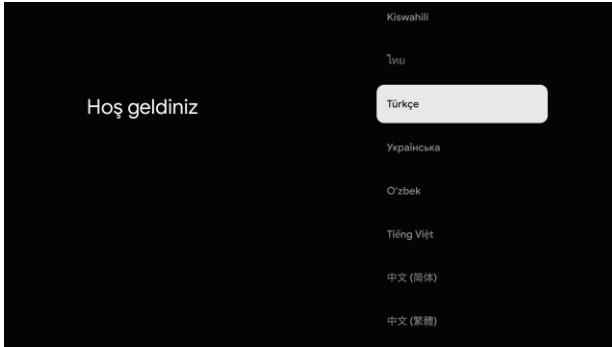 Hoş geldiniz
Kiswahili
ไทย
Türkçe
Українська
O‘zbek
Tiếng Việt
中文 (简体)
中文 (繁體)